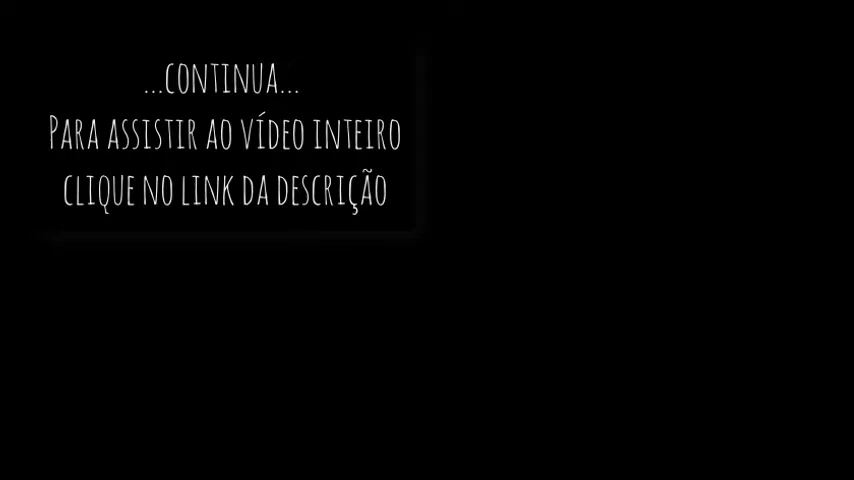 ...continua...
Para assistir ao vídeo inteiro
clique no link da descrição